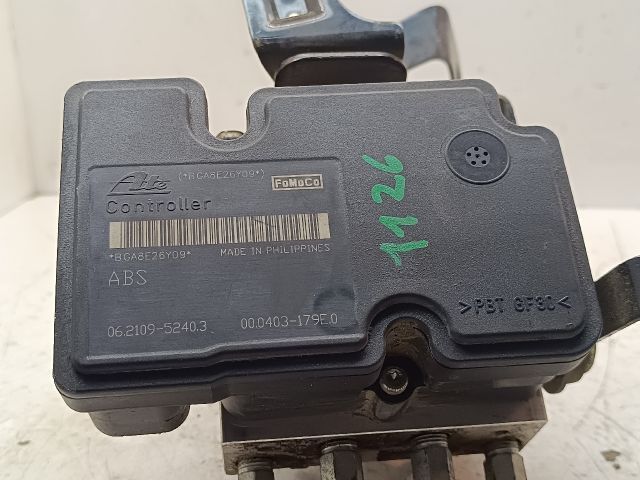 Ate (*BGA8E26Y09*) FoMoCo
Controller
*BGA8E26Y09* MADE IN PHILIPPINES
ABS
06.2109-5240.3 00.0403-179E.0
1126
>PBT GF30<